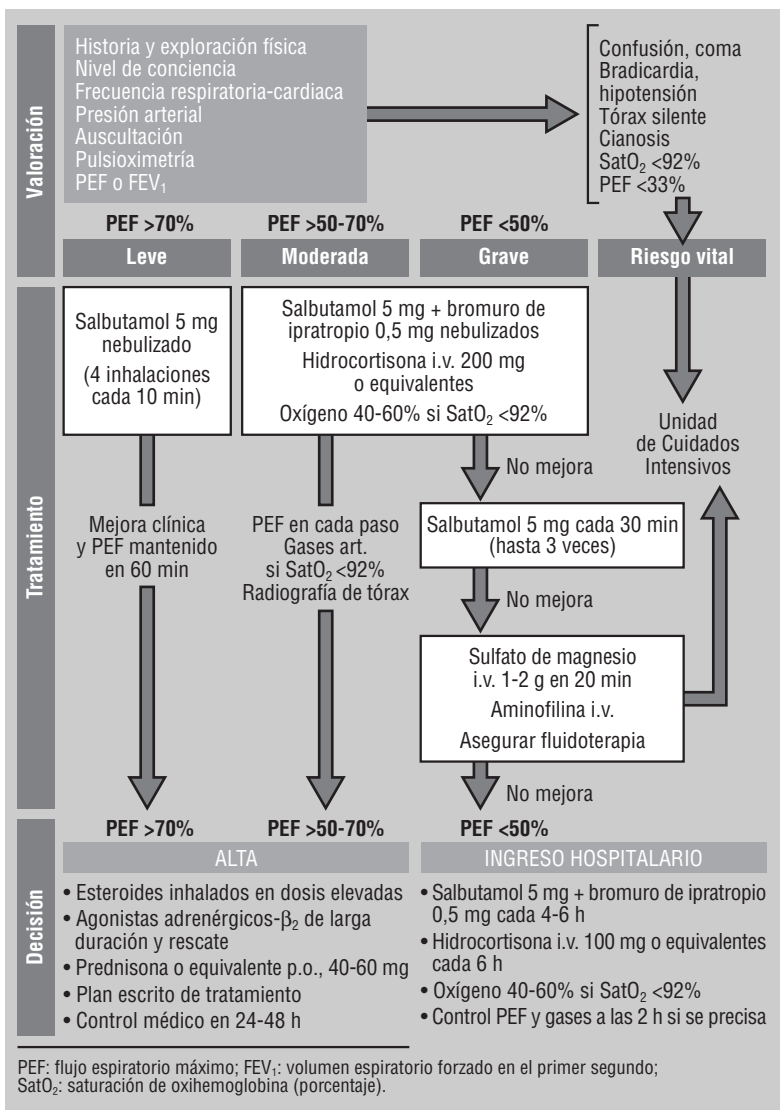 Valoración
Historia y exploración física
Nivel de conciencia
Frecuencia respiratoria-cardiaca
Presión arterial
Auscultación
Pulsioximetría
PEF o FEV₁
Confusión, coma
Bradicardia,
hipotensión
Tórax silente
Cianosis
SatO₂ <92%
PEF <33%
PEF >70%
PEF >50-70%
PEF <50%
Leve
Moderada
Grave
Riesgo vital
Tratamiento
Salbutamol 5 mg
nebulizado
(4 inhalaciones
cada 10 min)
Salbutamol 5 mg + bromuro de
ipratropio 0,5 mg nebulizados
Hidrocortisona i.v. 200 mg
o equivalentes
Oxígeno 40-60% si SatO₂ <92%
Unidad
de Cuidados
Intensivos
No mejora
Mejora clínica
y PEF mantenido
en 60 min
PEF en cada paso
Gases art.
si SatO₂ <92%
Radiografía de tórax
Salbutamol 5 mg cada 30 min
(hasta 3 veces)
No mejora
Sulfato de magnesio
i.v. 1-2 g en 20 min
Aminofilina i.v.
Asegurar fluidoterapia
No mejora
PEF >70%
PEF >50-70%
PEF <50%
Decisión
ALTA
• Esteroides inhalados en dosis elevadas
• Agonistas adrenérgicos-β₂ de larga
duración y rescate
• Prednisona o equivalente p.o., 40-60 mg
• Plan escrito de tratamiento
• Control médico en 24-48 h
INGRESO HOSPITALARIO
• Salbutamol 5 mg + bromuro de ipratropio
0,5 mg cada 4-6 h
• Hidrocortisona i.v. 100 mg o equivalentes
cada 6 h
• Oxígeno 40-60% si SatO₂ <92%
• Control PEF y gases a las 2 h si se precisa
PEF: flujo espiratorio máximo; FEV₁: volumen espiratorio forzado en el primer segundo;
SatO₂: saturación de oxihemoglobina (porcentaje).